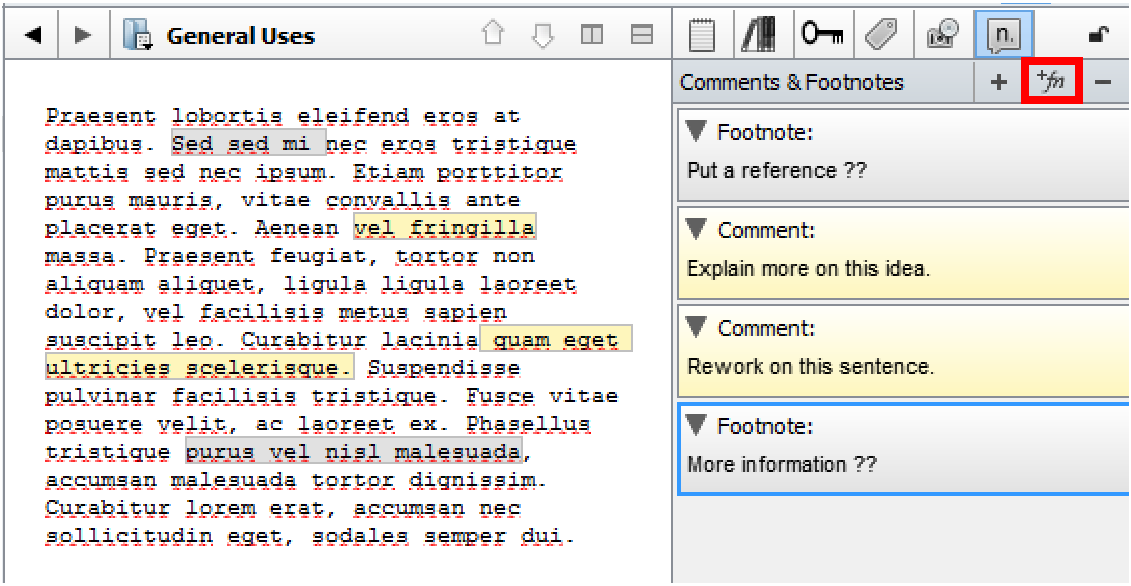 General Uses
n.
Comments & Footnotes
+ +fn −
Praesent lobortis eleifend eros at
dapibus. Sed sed mi nec eros tristique
mattis sed nec ipsum. Etiam porttitor
purus mauris, vitae convallis ante
placerat eget. Aenean vel fringilla
massa. Praesent feugiat, tortor non
aliquam aliquet, ligula ligula laoreet
dolor, vel facilisis metus sapien
suscipit leo. Curabitur lacinia quam eget
ultricies scelerisque. Suspendisse
pulvinar facilisis tristique. Fusce vitae
posuere velit, ac laoreet ex. Phasellus
tristique purus vel nisl malesuada,
accumsan malesuada tortor dignissim.
Curabitur lorem erat, accumsan nec
sollicitudin eget, sodales semper dui.
Footnote:
Put a reference ??
Comment:
Explain more on this idea.
Comment:
Rework on this sentence.
Footnote:
More information ??